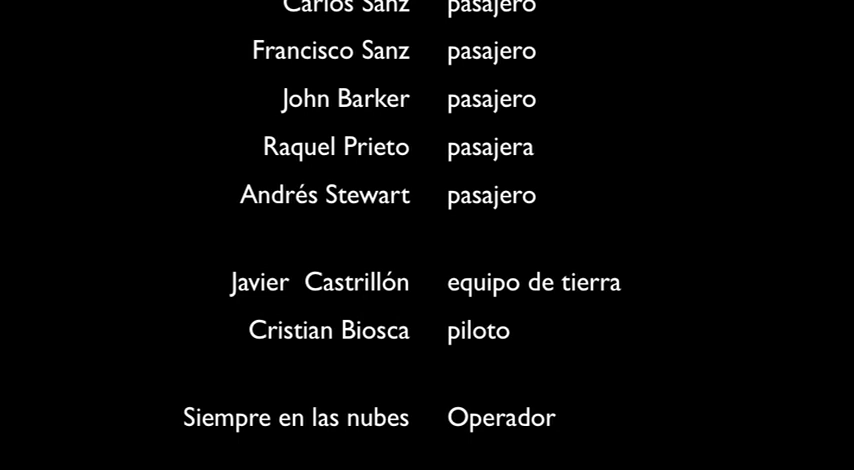 Carlos Sanz pasajero
Francisco Sanz pasajero
John Barker pasajero
Raquel Prieto pasajera
Andrés Stewart pasajero
Javier Castrillón equipo de tierra
Cristian Biosca piloto
Siempre en las nubes Operador